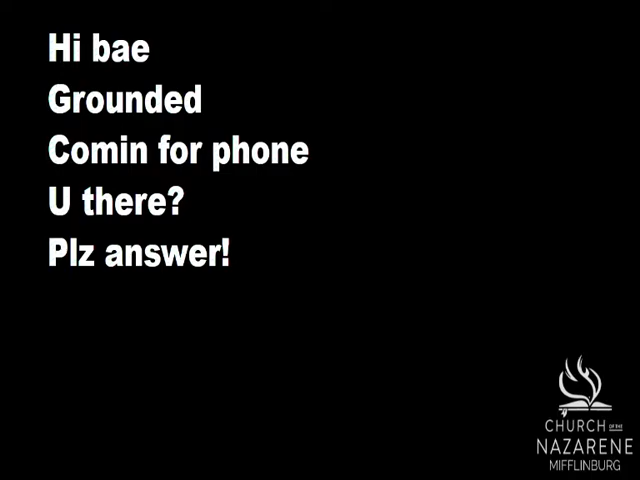 Hi bae
Grounded
Comin for phone
U there?
Plz answer!
CHURCH OF THE
NAZARENE
MIFFLINBURG